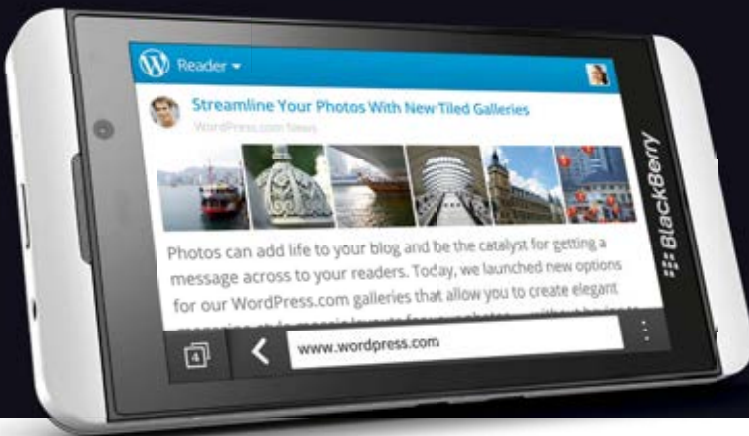 Reader
Streamline Your Photos With New Tiled Galleries
WordPress.com News
Photos can add life to your blog and be the catalyst for getting a
message across to your readers. Today, we launched new options
for our WordPress.com galleries that allow you to create elegant
4
www.wordpress.com
BlackBerry